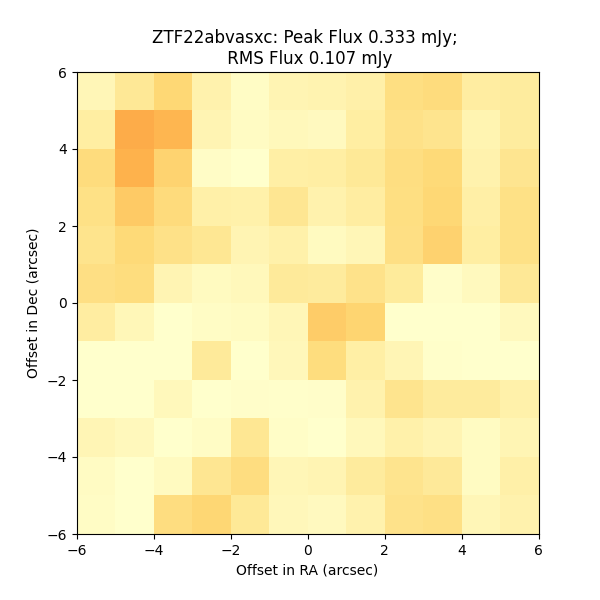 ZTF22abvasxc: Peak Flux 0.333 mJy;
RMS Flux 0.107 mJy
6
4
2
0
−2
−4
−6
Offset in Dec (arcsec)
−6 −4 −2 0 2 4 6
Offset in RA (arcsec)